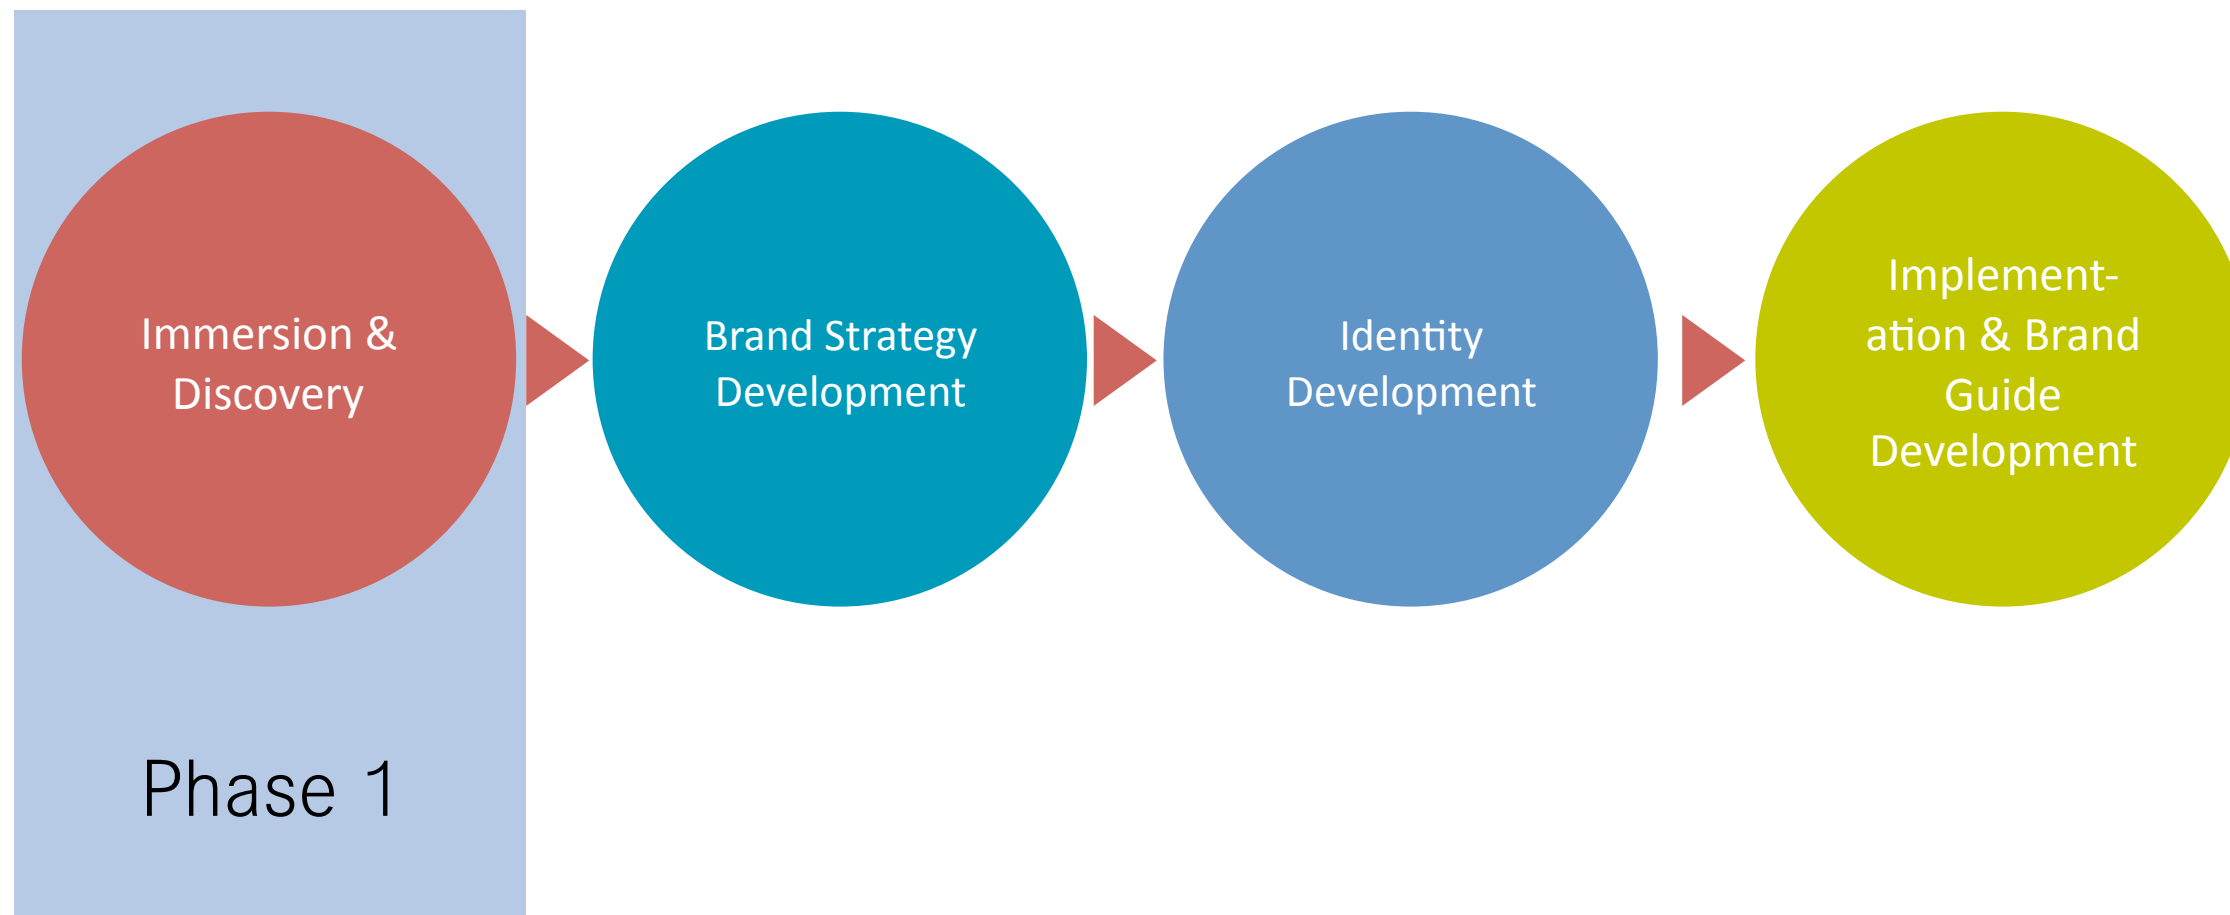 Immersion &
Discovery
Brand Strategy
Development
Identity
Development
Implement-
ation & Brand
Guide
Development
Phase 1